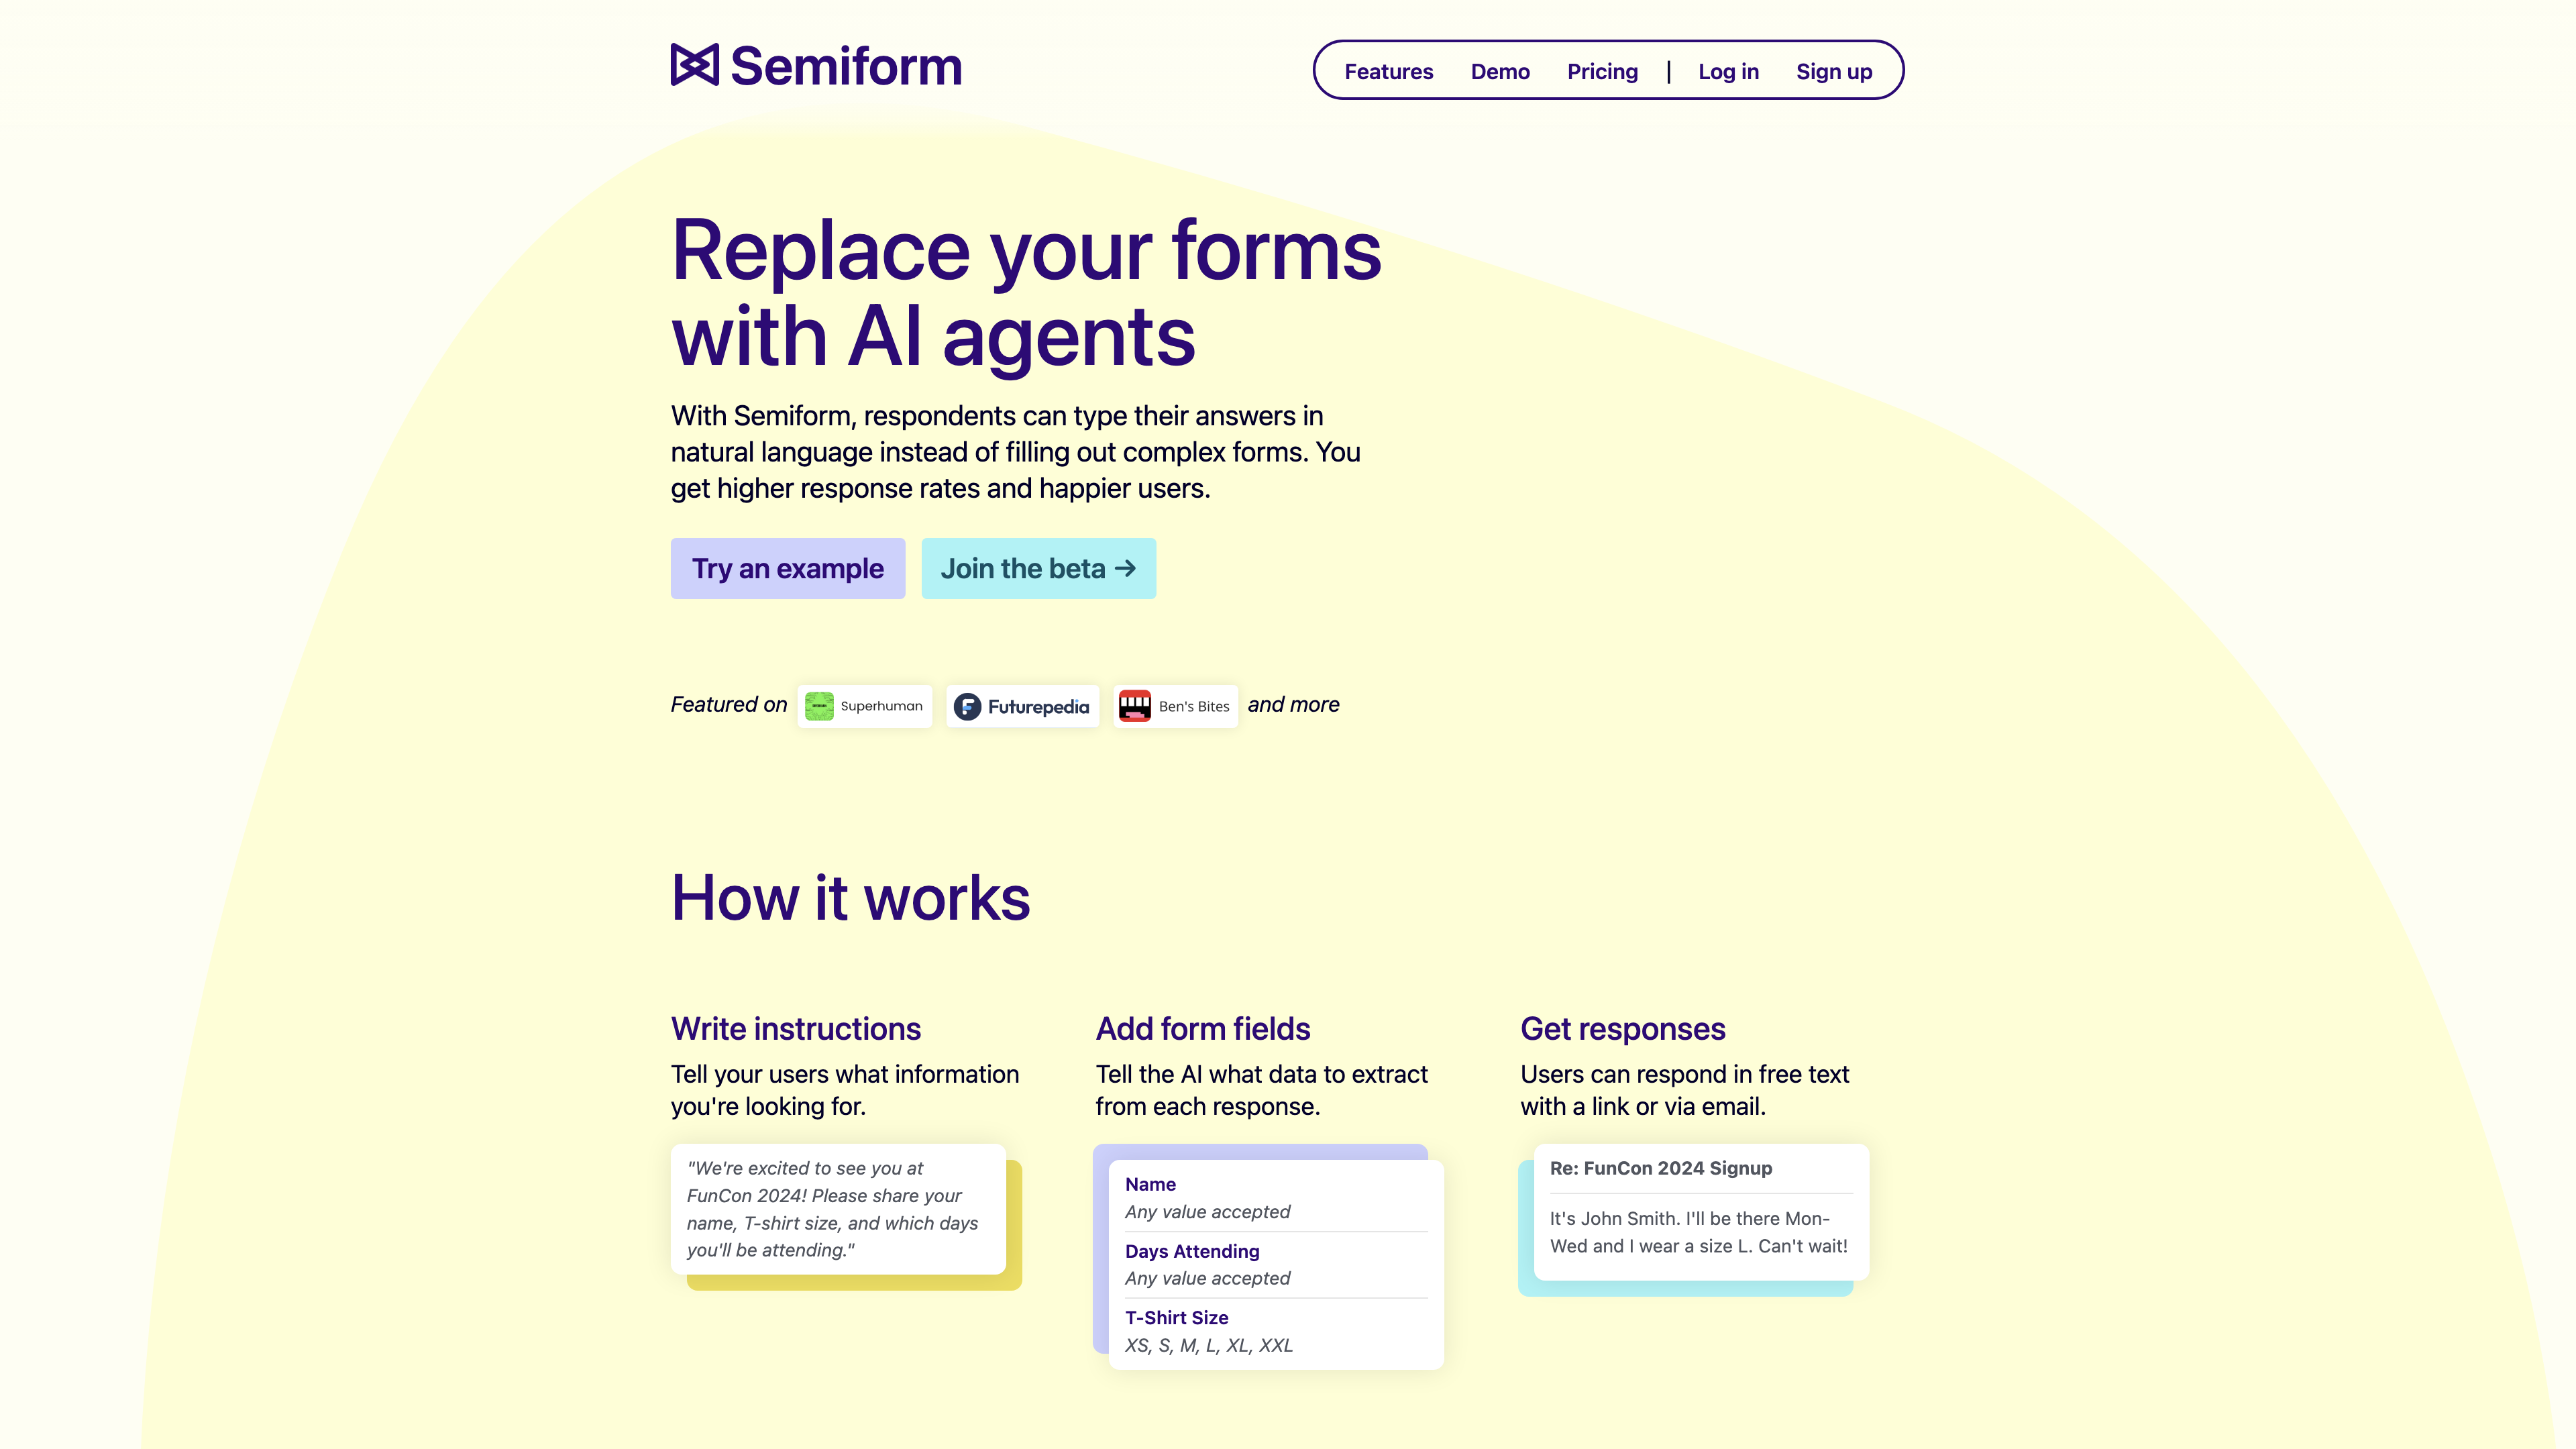 Semiform
Features Demo Pricing | Log in Sign up
Replace your forms
with AI agents
With Semiform, respondents can type their answers in
natural language instead of filling out complex forms. You
get higher response rates and happier users.
Try an example Join the beta →
Featured on Superhuman Futurepedia Ben's Bites and more
How it works
Write instructions
Tell your users what information
you're looking for.
"We're excited to see you at
FunCon 2024! Please share your
name, T-shirt size, and which days
you'll be attending."
Add form fields
Tell the AI what data to extract
from each response.
Name
Any value accepted
Days Attending
Any value accepted
T-Shirt Size
XS, S, M, L, XL, XXL
Get responses
Users can respond in free text
with a link or via email.
Re: FunCon 2024 Signup
It's John Smith. I'll be there Mon-
Wed and I wear a size L. Can't wait!